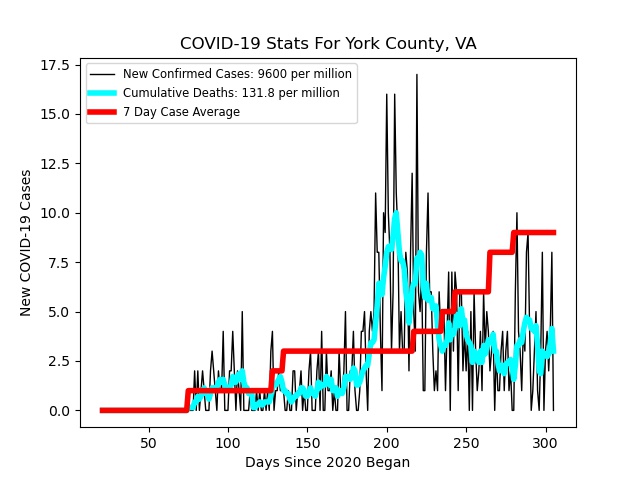 COVID-19 Stats For York County, VA
New Confirmed Cases: 9600 per million
Cumulative Deaths: 131.8 per million
7 Day Case Average
New COVID-19 Cases
17.5
15.0
12.5
10.0
7.5
5.0
2.5
0.0
50 100 150 200 250 300
Days Since 2020 Began